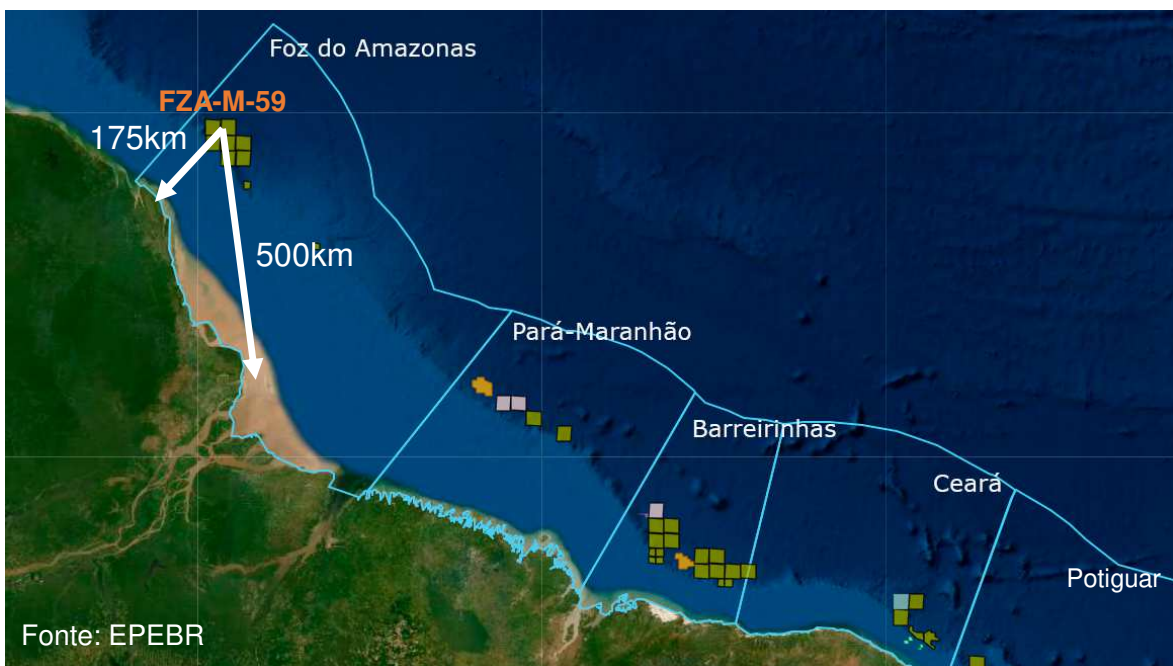 Foz do Amazonas
FZA-M-59
175km
500km
Pará-Maranhão
Barreirinhas
Ceará
Potiguar
Fonte: EPEBR